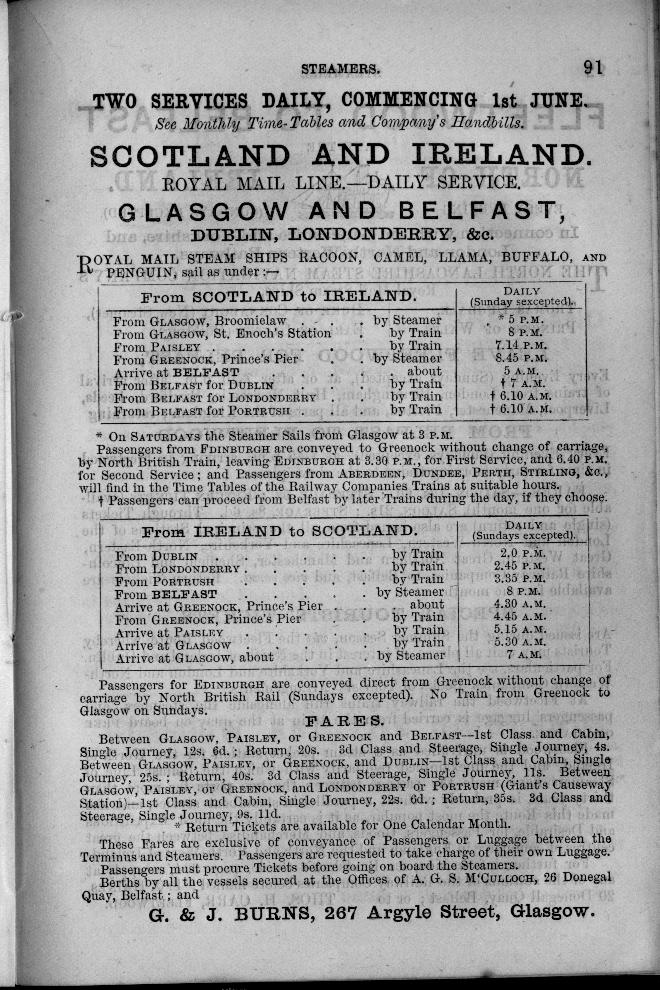 STEAMERS. 91
TWO SERVICES DAILY, COMMENCING 1st JUNE.
See Monthly Time-Tables and Company's Handbills.
SCOTLAND AND IRELAND.
ROYAL MAIL LINE.—DAILY SERVICE.
GLASGOW AND BELFAST,
DUBLIN, LONDONDERRY, &c.
ROYAL MAIL STEAM SHIPS RACOON, CAMEL, LLAMA, BUFFALO, AND
PENGUIN, sail as under:—
From SCOTLAND to IRELAND. DAILY
(Sunday sexcepted).
From GLASGOW, Broomielaw . . . by Steamer * 5 P.M.
From GLASGOW, St. Enoch's Station . by Train 8 P.M.
From PAISLEY . . . . . . by Train 7.14 P.M.
From GREENOCK, Prince's Pier . . by Steamer 8.45 P.M.
Arrive at BELFAST . . . . about 5 A.M.
From BELFAST for DUBLIN . . . by Train † 7 A.M.
From BELFAST for LONDONDERRY . . by Train † 6.10 A.M.
From BELFAST for PORTRUSH . . . by Train † 6.10 A.M.
* On SATURDAYS the Steamer Sails from Glasgow at 3 P.M.
Passengers from EDINBURGH are conveyed to Greenock without change of carriage,
by North British Train, leaving EDINBURGH at 3.30 P.M., for First Service, and 6.40 P.M.
for Second Service; and Passengers from ABERDEEN, DUNDEE, PERTH, STIRLING, &c.,
will find in the Time Tables of the Railway Companies Trains at suitable hours.
† Passengers can proceed from Belfast by later Trains during the day, if they choose.
From IRELAND to SCOTLAND. DAILY
(Sundays excepted).
From DUBLIN . . . . . by Train 2.0 P.M.
From LONDONDERRY . . . . . by Train 2.45 P.M.
From PORTRUSH . . . . . by Train 3.35 P.M.
From BELFAST . . . . by Steamer 8 P.M.
Arrive at GREENOCK, Prince's Pier . about 4.30 A.M.
From GREENOCK, Prince's Pier . . by Train 4.45 A.M.
Arrive at PAISLEY . . . . by Train 5.15 A.M.
Arrive at GLASGOW . . . . by Train 5.30 A.M.
Arrive at GLASGOW, about . . . by Steamer 7 A.M.
Passengers for EDINBURGH are conveyed direct from Greenock without change of
carriage by North British Rail (Sundays excepted). No Train from Greenock to
Glasgow on Sundays.
FARES.
Between GLASGOW, PAISLEY, or GREENOCK and BELFAST—1st Class and Cabin,
Single Journey, 12s. 6d.; Return, 20s. 3d Class and Steerage, Single Journey, 4s.
Between GLASGOW, PAISLEY, or GREENOCK, and DUBLIN—1st Class and Cabin, Single
Journey, 25s.; Return, 40s. 3d Class and Steerage, Single Journey, 11s. Between
GLASGOW, PAISLEY, or GREENOCK, and LONDONDERRY or PORTRUSH (Giant's Causeway
Station)—1st Class and Cabin, Single Journey, 22s. 6d.; Return, 35s. 3d Class and
Steerage, Single Journey, 9s. 11d.
* Return Tickets are available for One Calendar Month.
These Fares are exclusive of conveyance of Passengers or Luggage between the
Terminus and Steamers. Passengers are requested to take charge of their own Luggage.
Passengers must procure Tickets before going on board the Steamers.
Berths by all the vessels secured at the Offices of A. G. S. M'CULLOCH, 26 Donegal
Quay, Belfast; and
G. & J. BURNS, 267 Argyle Street, Glasgow.